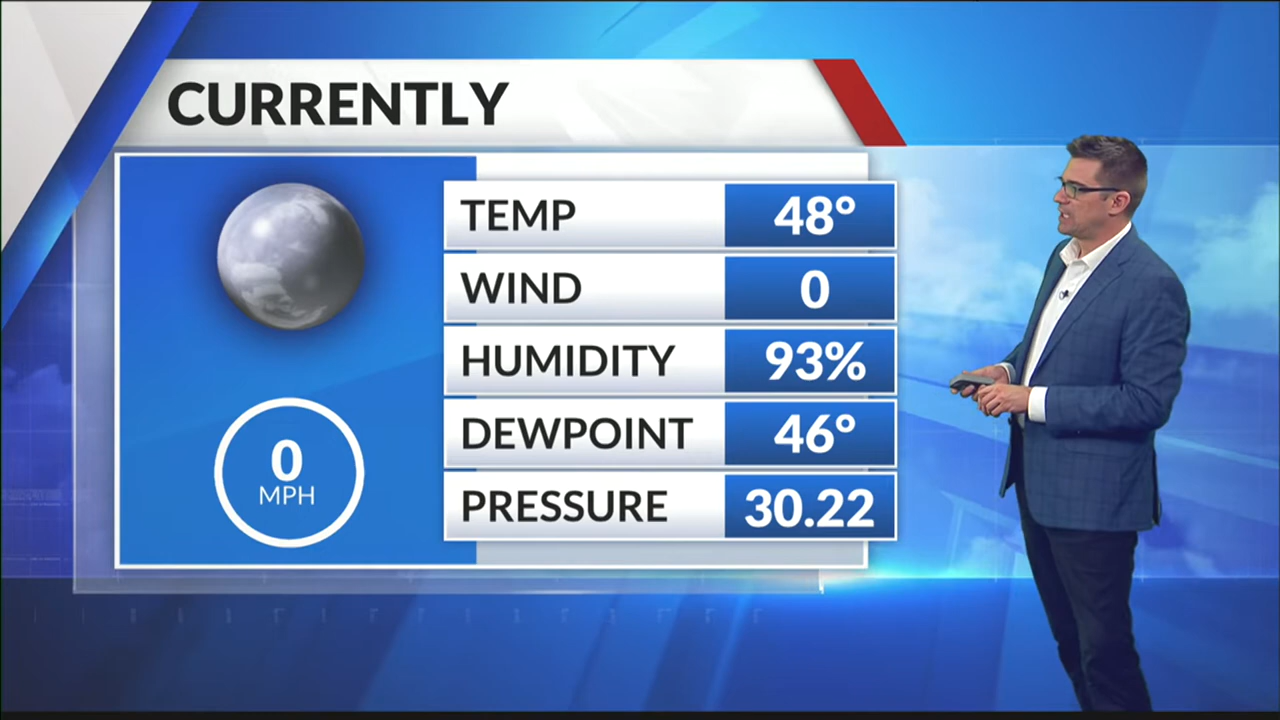 CURRENTLY
TEMP 48°
WIND 0
HUMIDITY 93%
DEWPOINT 46°
PRESSURE 30.22
0
MPH